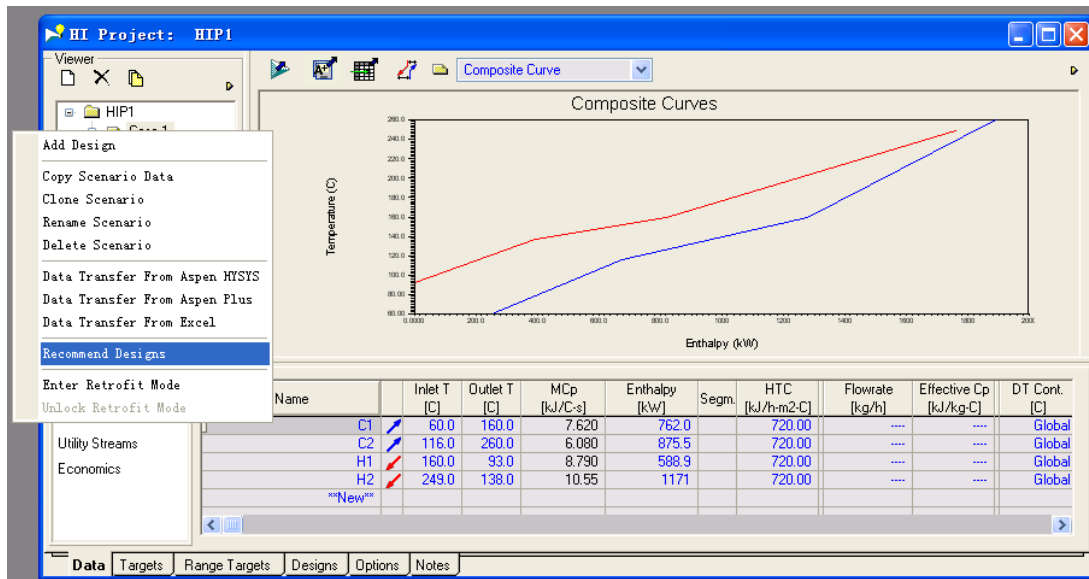 HI Project: HIP1
Viewer
Composite Curve
HIP1
Add Design
Copy Scenario Data
Clone Scenario
Rename Scenario
Delete Scenario
Data Transfer From Aspen HYSYS
Data Transfer From Aspen Plus
Data Transfer From Excel
Recommend Designs
Enter Retrofit Mode
Unlock Retrofit Mode
Utility Streams
Economics
Composite Curves
Temperature (C)
260.0
240.0
220.0
200.0
180.0
160.0
140.0
120.0
100.0
80.00
60.00
0.0000 200.0 400.0 600.0 800.0 1000 1200 1400 1600 1800
Enthalpy (kW)
Name Inlet T [C] Outlet T [C] MCp [kJ/C-s] Enthalpy [kW] Segm. HTC [kJ/h-m2-C] Flowrate [kg/h] Effective Cp [kJ/kg-C] DT Cont. [C]
C1 60.0 160.0 7.620 762.0 720.00 ---- ---- Global
C2 116.0 260.0 6.080 875.5 720.00 ---- ---- Global
H1 160.0 93.0 8.790 588.9 720.00 ---- ---- Global
H2 249.0 138.0 10.55 1171 720.00 ---- ---- Global
**New**
Data Targets Range Targets Designs Options Notes